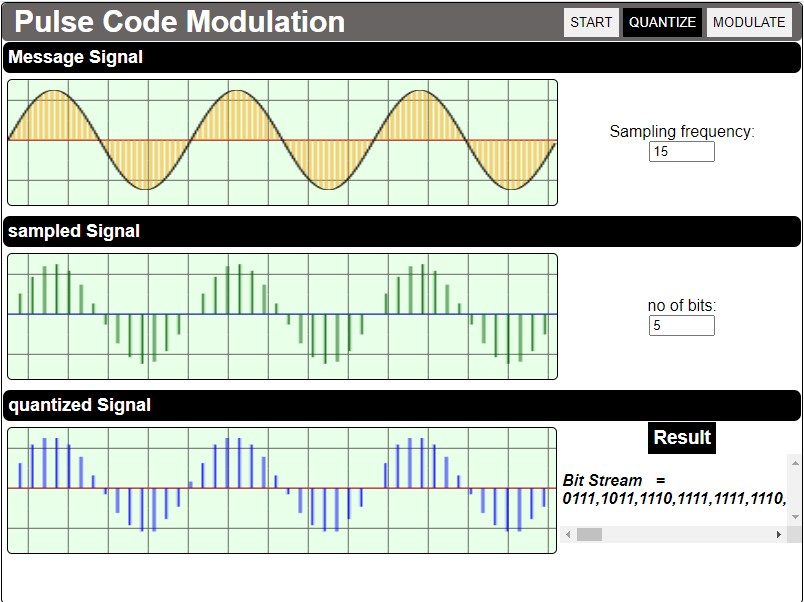 Pulse Code Modulation
START
QUANTIZE
MODULATE
Message Signal
Sampling frequency:
15
sampled Signal
no of bits:
5
quantized Signal
Result
Bit Stream =
0111,1011,1110,1111,1111,1110,